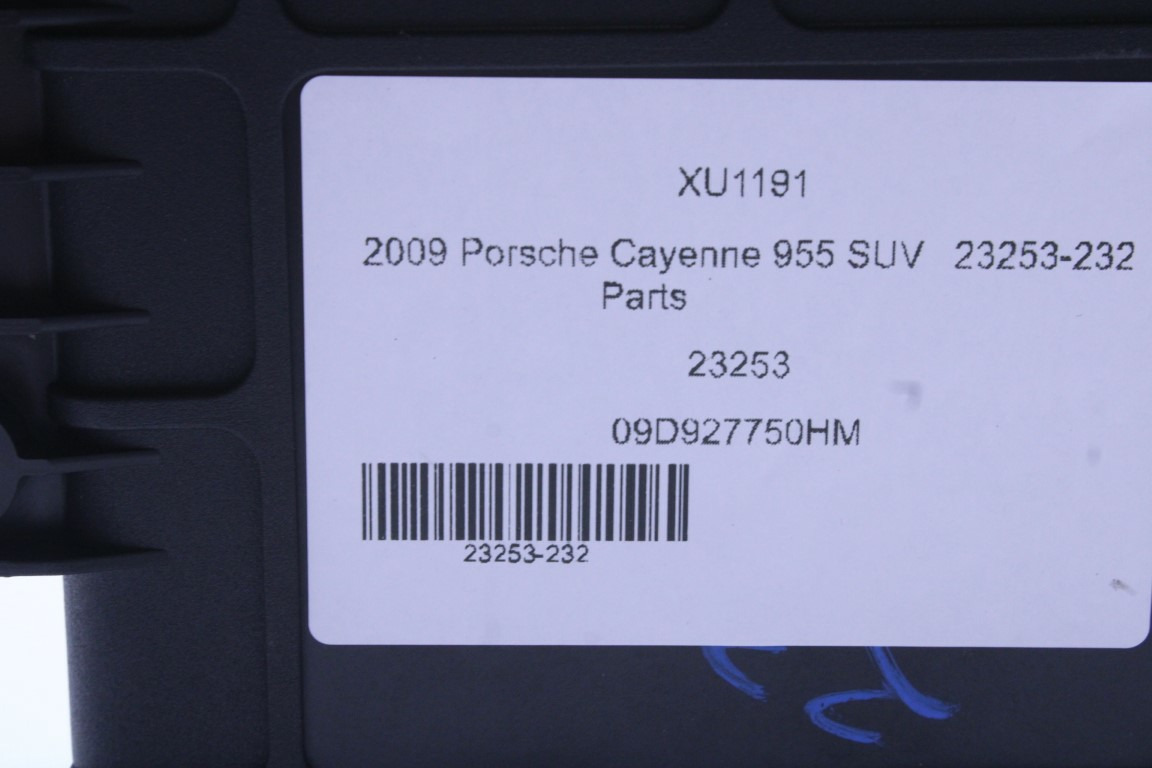 XU1191
2009 Porsche Cayenne 955 SUV 23253-232
Parts
23253
09D927750HM
23253-232